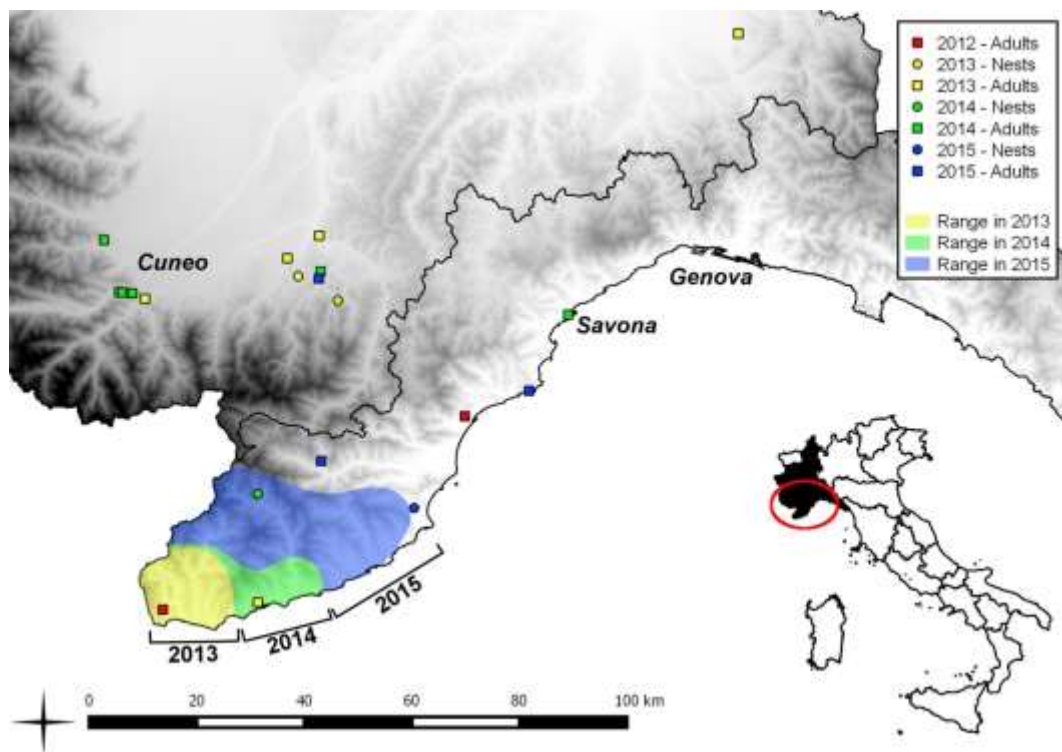 2012 - Adults
2013 - Nests
2013 - Adults
2014 - Nests
2014 - Adults
2015 - Nests
2015 - Adults
Range in 2013
Range in 2014
Range in 2015
Cuneo
Genova
Savona
2015
2014
2013
0 20 40 60 80 100 km